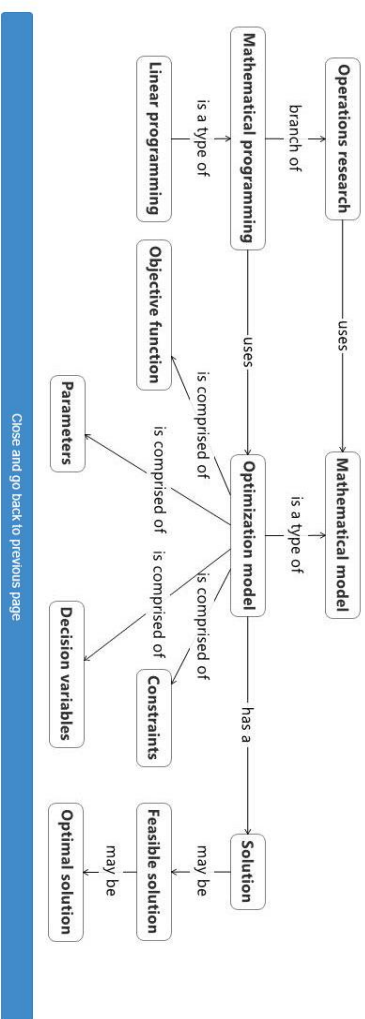 Operations research
uses
Mathematical model
branch of
is a type of
Mathematical programming
uses
Optimization model
has a
Solution
is a type of
is comprised of
is comprised of
may be
Linear programming
Objective function
is comprised of
is comprised of
Constraints
Feasible solution
may be
Parameters
Decision variables
Optimal solution
Close and go back to previous page